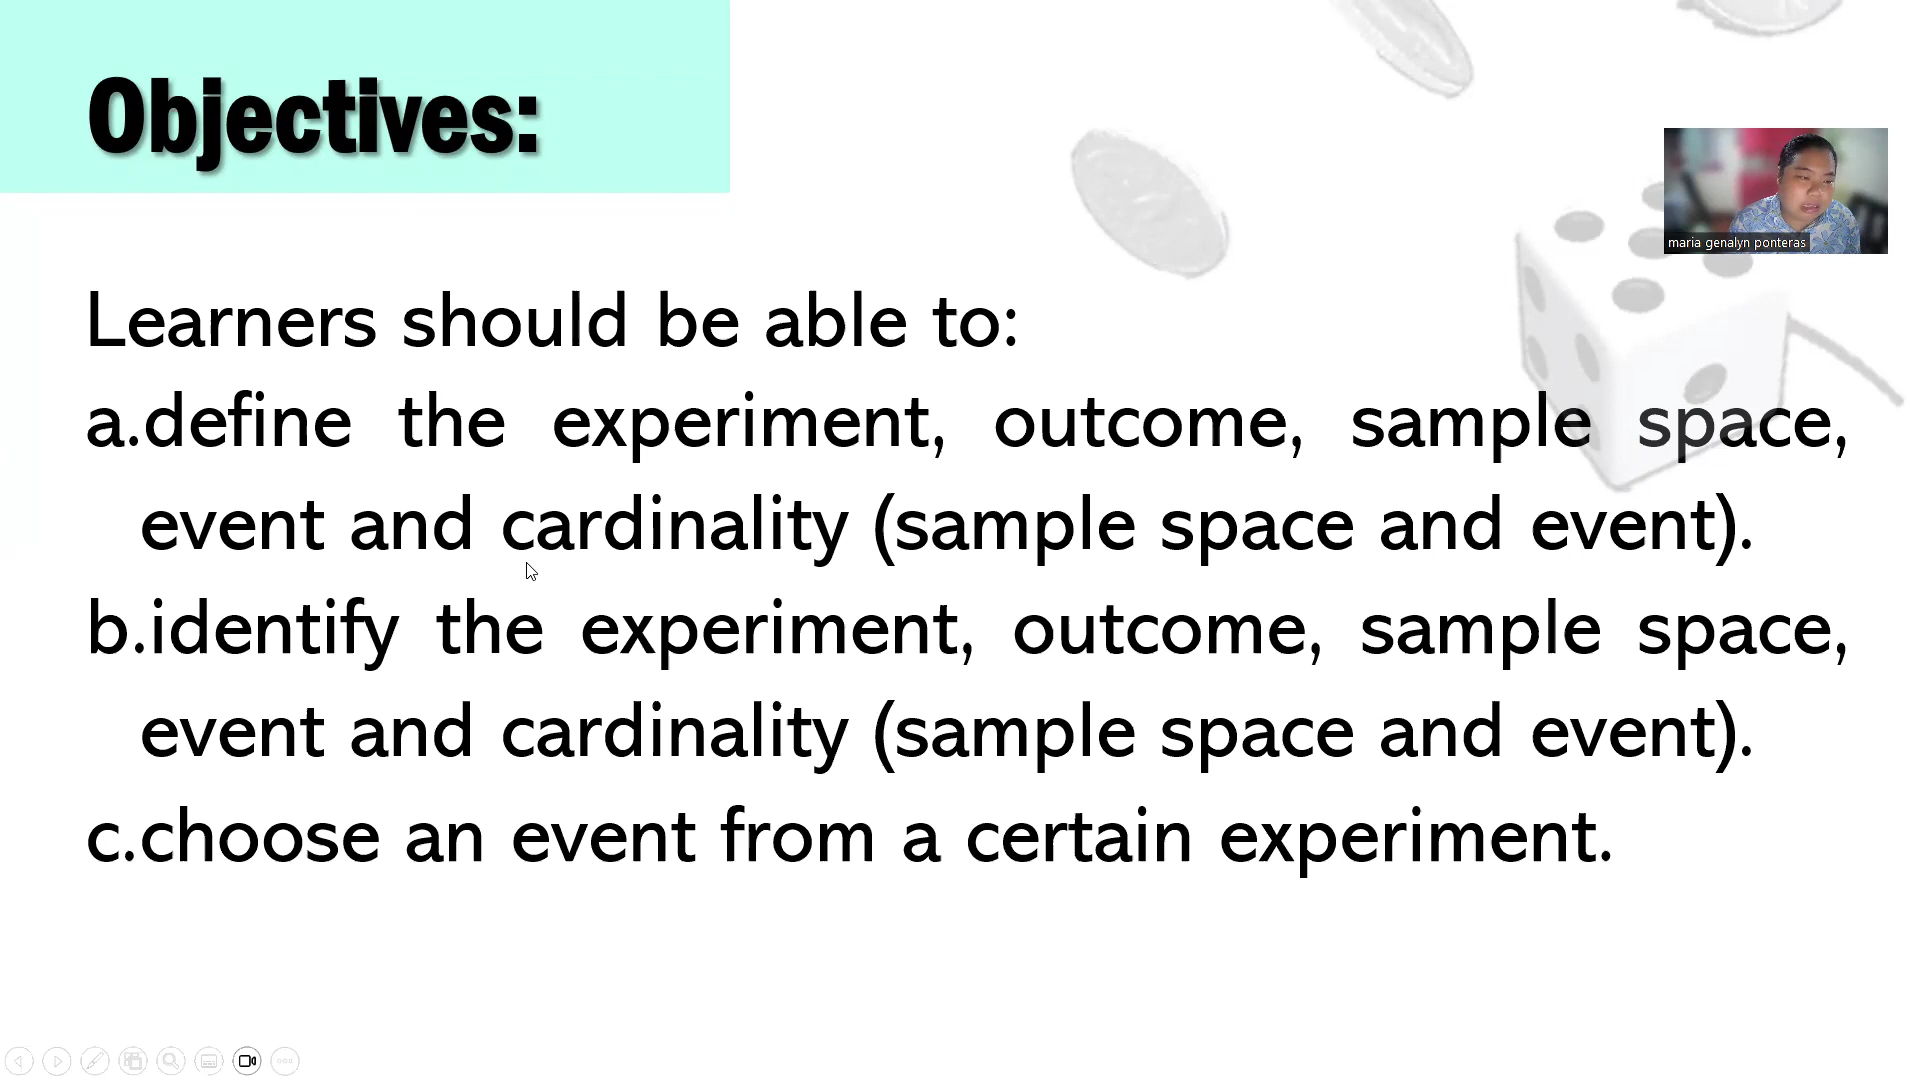 Objectives:
maria genalyn ponteras
Learners should be able to:
a.define the experiment, outcome, sample space,
event and cardinality (sample space and event).
b.identify the experiment, outcome, sample space,
event and cardinality (sample space and event).
c.choose an event from a certain experiment.